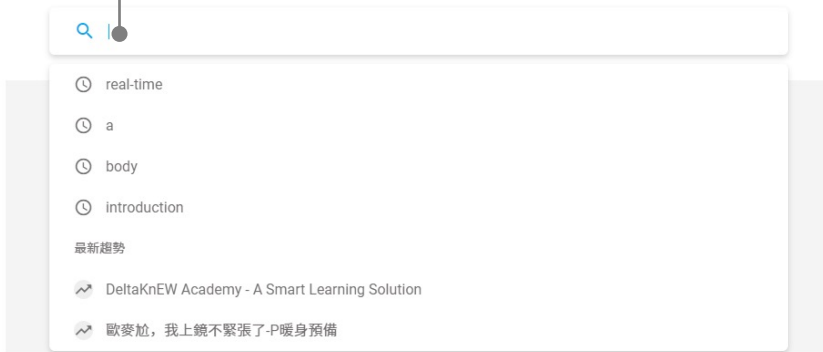 real-time
a
body
introduction
最新趨勢
DeltaKnEW Academy - A Smart Learning Solution
歐麥尬，我上鏡不緊張了-P暖身預備